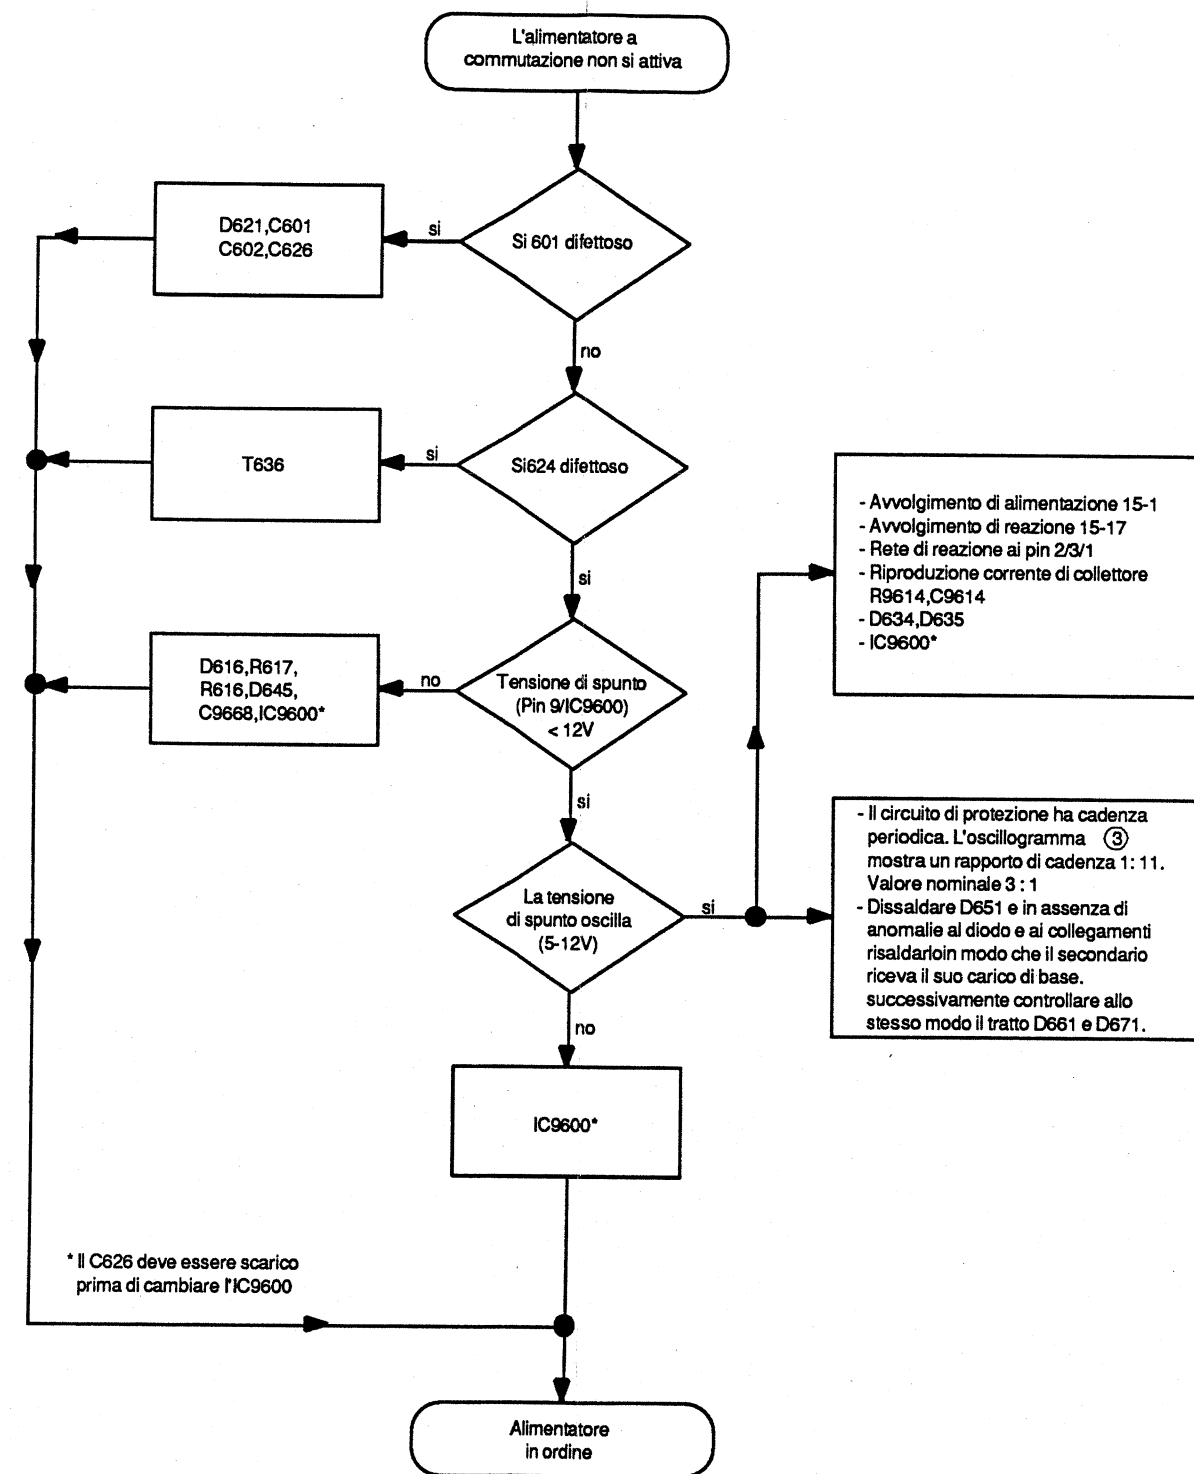 L'alimentatore a
commutazione non si attiva
D621,C601
C602,C626
si
Si 601 difettoso
no
T636
si
Si624 difettoso
si
D616,R617,
R616,D645,
C9668,IC9600*
no
Tensione di spunto
(Pin 9/IC9600)
< 12V
si
La tensione
di spunto oscilla
(5-12V)
si
- Avvolgimento di alimentazione 15-1
- Avvolgimento di reazione 15-17
- Rete di reazione ai pin 2/3/1
- Riproduzione corrente di collettore
R9614,C9614
- D634,D635
- IC9600*
- Il circuito di protezione ha cadenza
periodica. L'oscillogramma ③
mostra un rapporto di cadenza 1: 11.
Valore nominale 3 : 1
- Dissaldare D651 e in assenza di
anomalie al diodo e ai collegamenti
risaldarloin modo che il secondario
riceva il suo carico di base.
successivamente controllare allo
stesso modo il tratto D661 e D671.
no
IC9600*
* Il C626 deve essere scarico
prima di cambiare l'IC9600
Alimentatore
in ordine